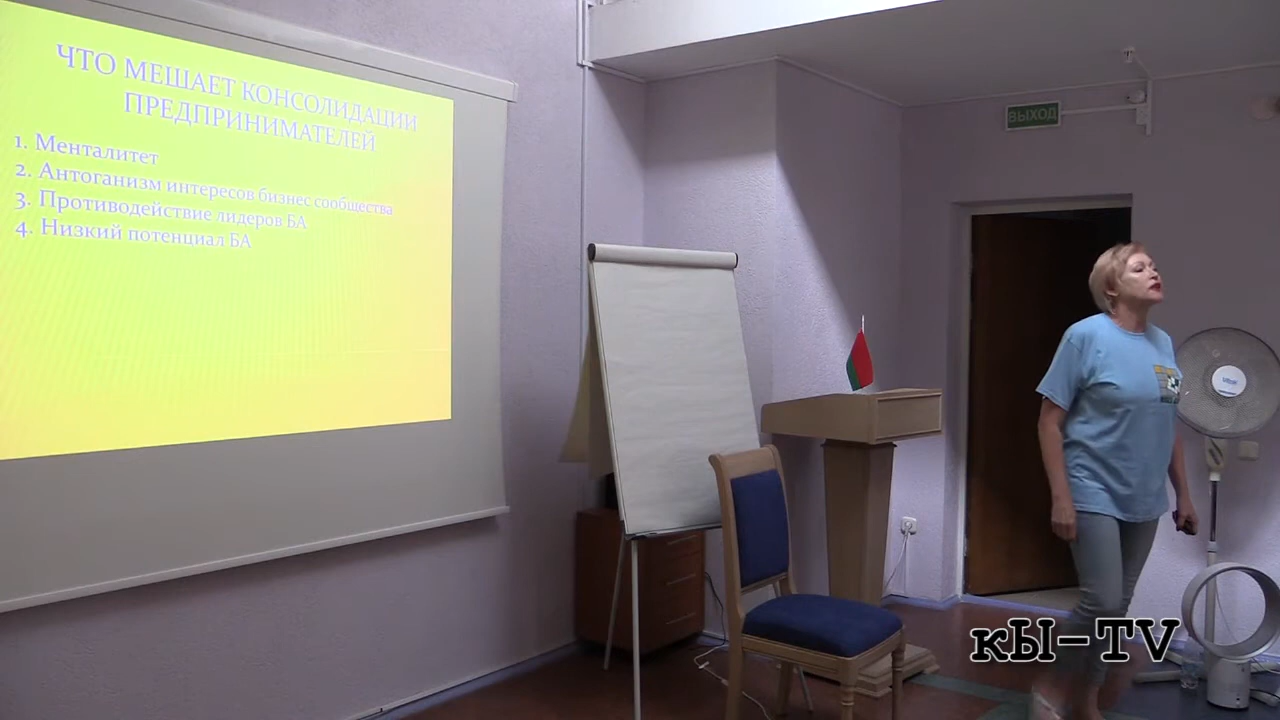 ЧТО МЕШАЕТ КОНСОЛИДАЦИИ
ПРЕДПРИНИМАТЕЛЕЙ
1. Менталитет
2. Антоганизм интересов бизнес сообщества
3. Противодействие лидеров БА
4. Низкий потенциал БА
ВЫХОД
кЫ-TV